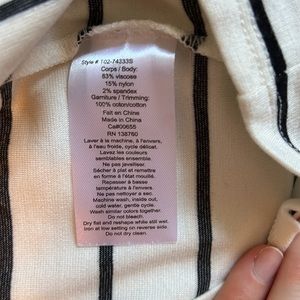 Style # T02-74333S
Corps / Body:
83% viscose
15% nylon
2% spandex
Garniture / Trimming:
100% coton/cotton
Fait en Chine
Made in China
Ca#00655
RN 138760
Laver à la machine, à l'envers,
à l'eau froide, cycle délicat.
Lavez les couleurs
semblables ensemble.
Ne pas javelliser.
Séchez à plat et remettre
en forme.
Repasser à basse
température à l'envers.
Ne pas nettoyer à sec.
Machine wash, inside out,
cold water, gentle cycle.
Wash similar colors together.
Do not bleach.
Dry flat and reshape while still wet.
Iron at low setting on reverse side.
Do not dry clean.